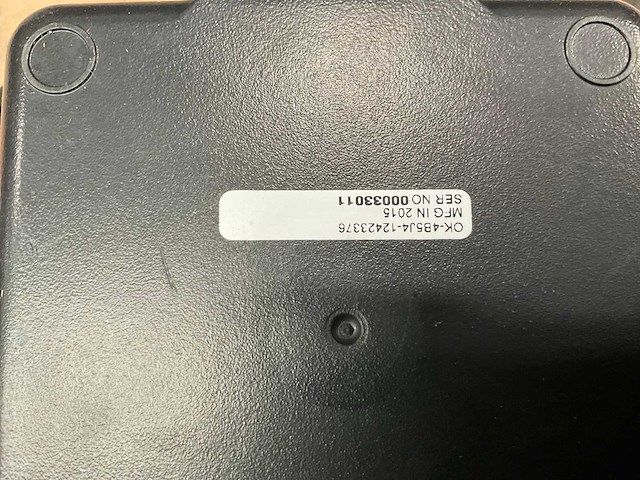 OK-4B5J4-12423376
MFG IN 2015
SER NO.00033011